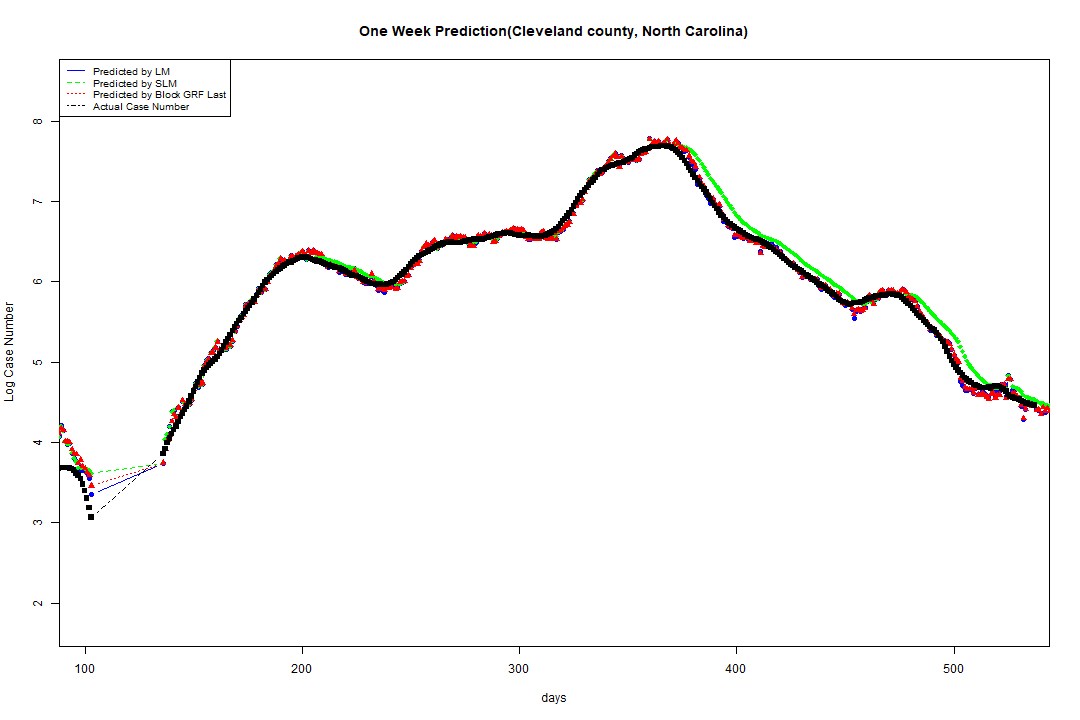 One Week Prediction(Cleveland county, North Carolina)
Predicted by LM
Predicted by SLM
Predicted by Block GRF Last
Actual Case Number
Log Case Number
8
7
6
5
4
3
2
100 200 300 400 500
days